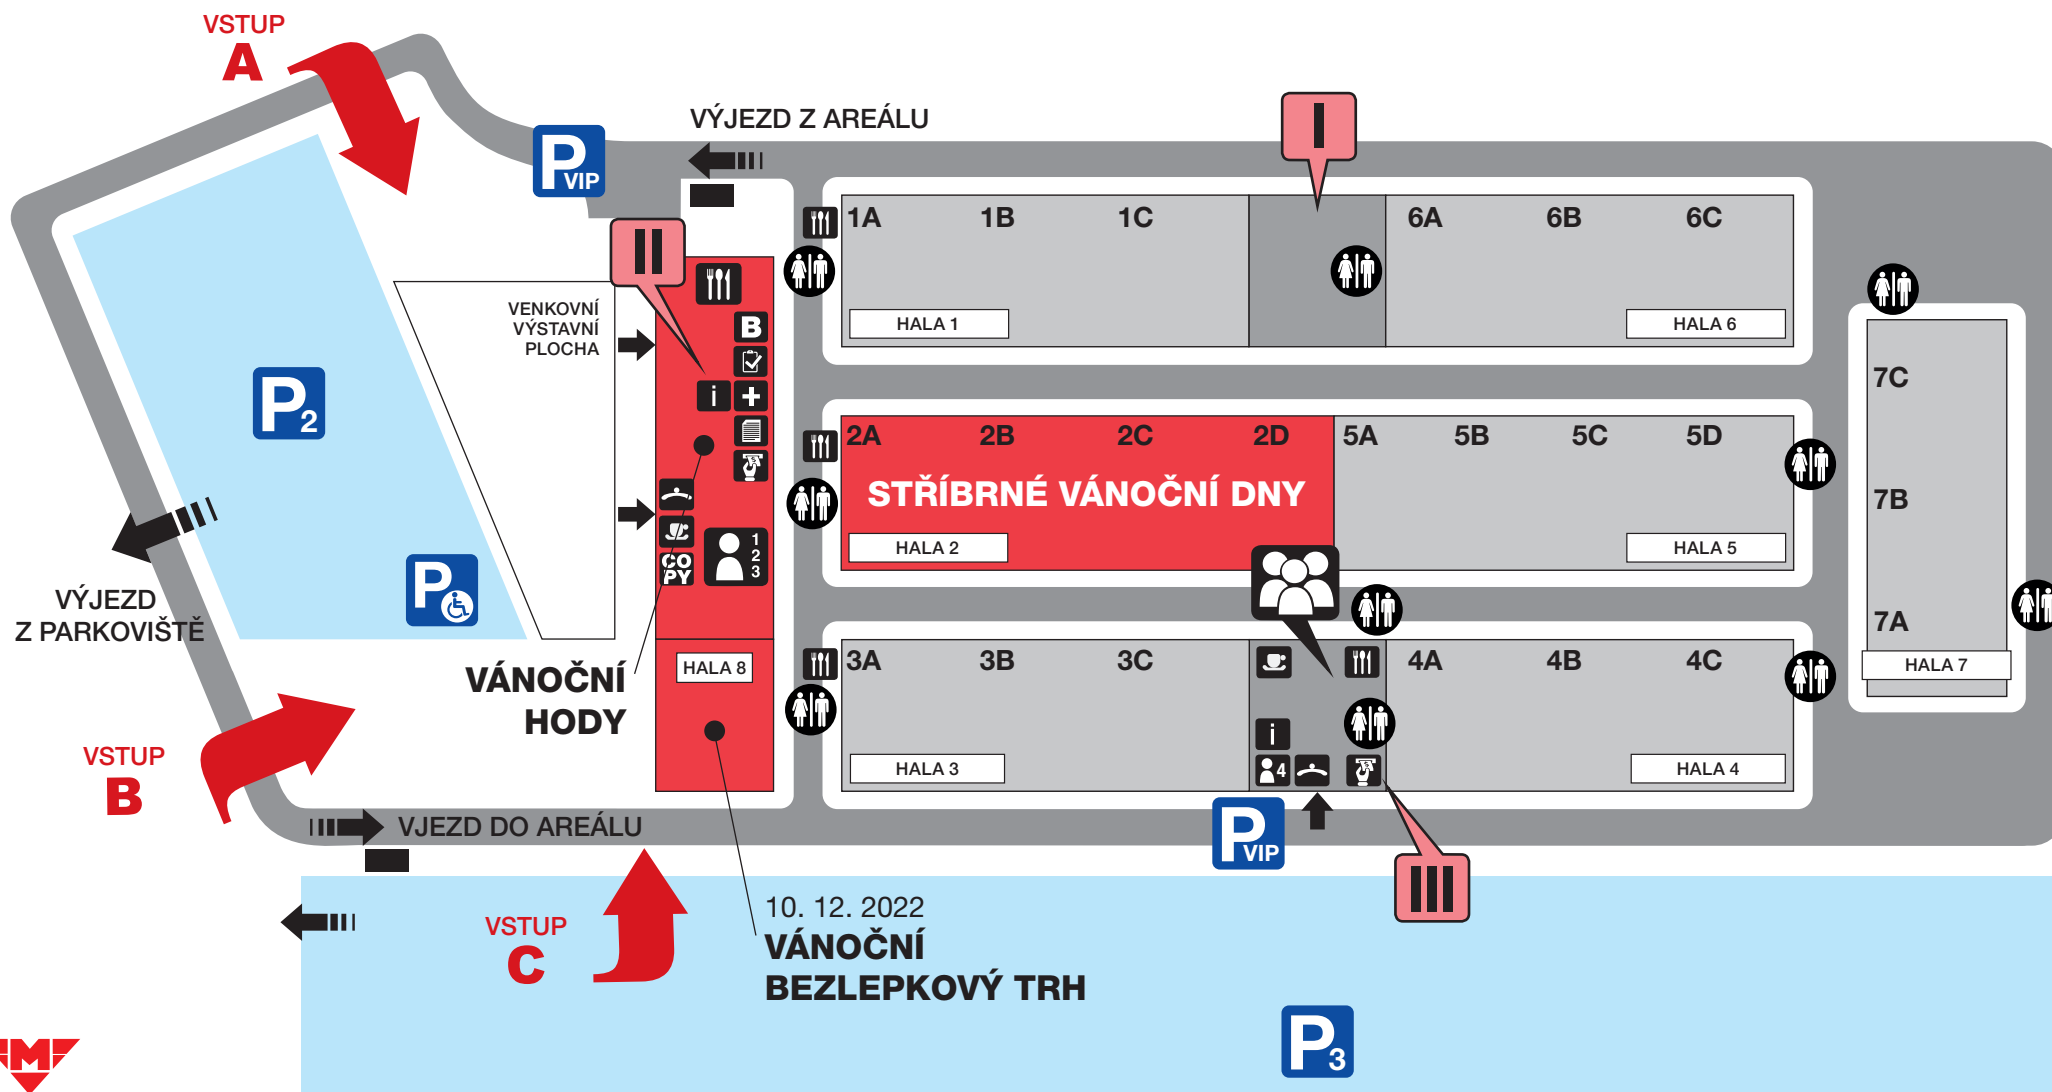 VSTUP
A
VÝJEZD Z AREÁLU
P VIP
I
II
1A 1B 1C 6A 6B 6C
HALA 1
HALA 6
VENKOVNÍ
VÝSTAVNÍ
PLOCHA
B
i
P2
7C
7B
7A
HALA 7
2A 2B 2C 2D 5A 5B 5C 5D
STŘÍBRNÉ VÁNOČNÍ DNY
HALA 2
HALA 5
1
2
3
CO
PY
P
VÝJEZD
Z PARKOVIŠTĚ
VÁNOČNÍ
HODY
HALA 8
3A 3B 3C 4A 4B 4C
i
4
HALA 3
HALA 4
VSTUP
B
VJEZD DO AREÁLU
P VIP
III
VSTUP
C
10. 12. 2022
VÁNOČNÍ
BEZLEPKOVÝ TRH
P3
M